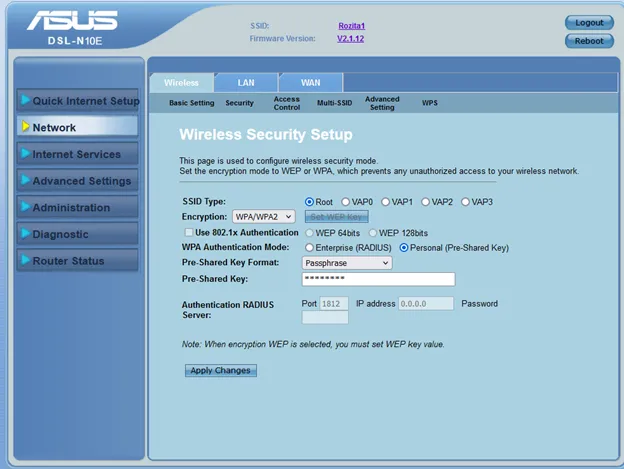 ASUS
DSL-N10E
SSID: Rozita1
Firmware Version: V2.1.12
Logout
Reboot
Quick Internet Setup
Network
Internet Services
Advanced Settings
Administration
Diagnostic
Router Status
Wireless LAN WAN
Basic Setting Security Access Control Multi-SSID Advanced Setting WPS
Wireless Security Setup
This page is used to configure wireless security mode.
Set the encryption mode to WEP or WPA, which prevents any unauthorized access to your wireless network.
SSID Type: Root VAP0 VAP1 VAP2 VAP3
Encryption: WPA/WPA2 Set WEP Key
Use 802.1x Authentication WEP 64bits WEP 128bits
WPA Authentication Mode: Enterprise (RADIUS) Personal (Pre-Shared Key)
Pre-Shared Key Format: Passphrase
Pre-Shared Key: ********
Authentication RADIUS Server: Port 1812 IP address 0.0.0.0 Password
Note: When encryption WEP is selected, you must set WEP key value.
Apply Changes